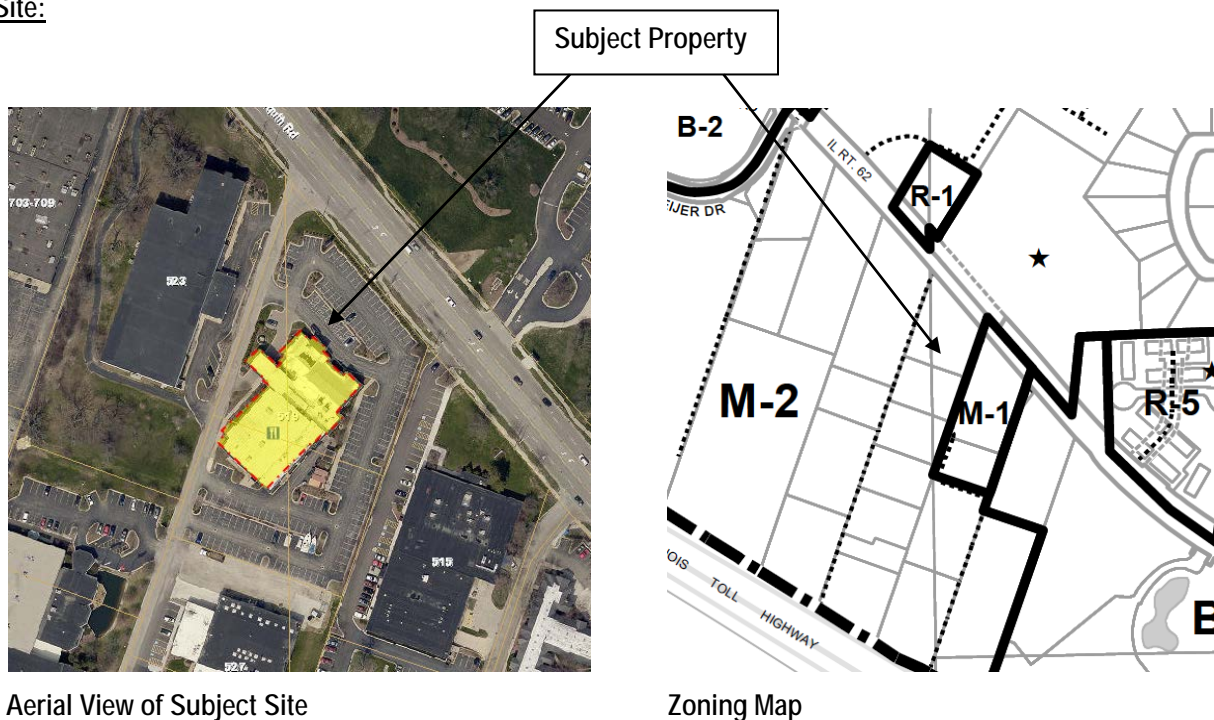 Site:
Subject Property
703-709
523
515
B-2
IL RT. 62
EIJER DR
R-1
M-2
M-1
R-5
TOLL
HIGHWAY
B
Aerial View of Subject Site
Zoning Map